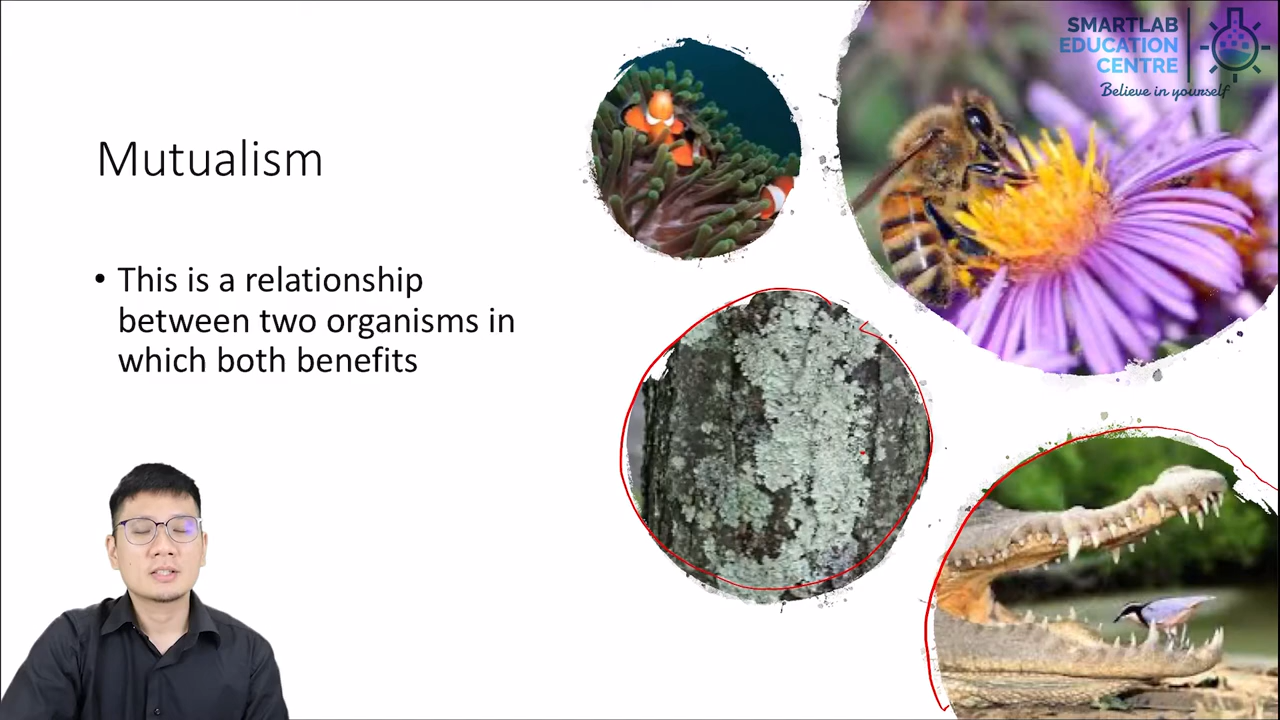 SMARTLAB
EDUCATION
CENTRE
Believe in yourself
Mutualism
• This is a relationship
between two organisms in
which both benefits